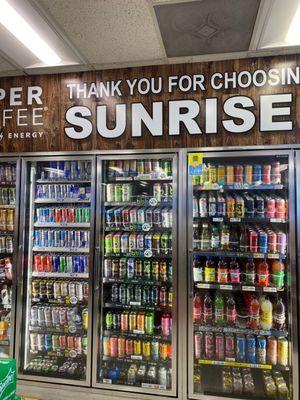 PER
FEE®
ENERGY
THANK YOU FOR CHOOSIN
SUNRISE